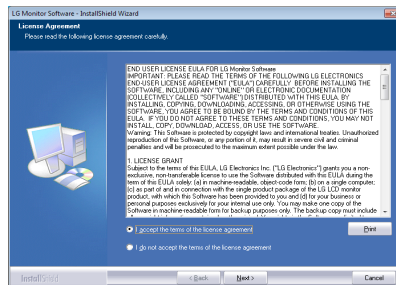 LG Monitor Software - InstallShield Wizard
License Agreement
Please read the following license agreement carefully.
END USER LICENSE EULA FOR LG Monitor Software
IMPORTANT: PLEASE READ THE TERMS OF THE FOLLOWING LG ELECTRONICS
END-USER LICENSE AGREEMENT ("EULA") CAREFULLY BEFORE INSTALLING THE
SOFTWARE, INCLUDING ANY "ONLINE" OR ELECTRONIC DOCUMENTATION
(COLLECTIVELY CALLED "SOFTWARE") DISTRIBUTED WITH THIS EULA. BY
INSTALLING, COPYING, DOWNLOADING, ACCESSING, OR OTHERWISE USING THE
SOFTWARE, YOU AGREE TO BE BOUND BY THE TERMS AND CONDITIONS OF THIS
EULA. IF YOU DO NOT AGREE TO THESE TERMS AND CONDITIONS, YOU MAY NOT
INSTALL, COPY, DOWNLOAD, ACCESS, OR USE THE SOFTWARE.
Warning: This Software is protected by copyright laws and international treaties. Unauthorized
reproduction of this Software, or any portion of it, may result in severe civil and criminal
penalties and will be prosecuted to the maximum extent possible under the law.
1. LICENSE GRANT
Subject to the terms of this EULA, LG Electronics Inc. ("LG Electronics") grants you a non-
exclusive, non-transferable license to use the Software distributed with this EULA during the
term of this EULA solely: (a) in machine-readable, object-code form; (b) on a single computer;
(c) as part of and in connection with the single product package of the LG LCD monitor
product, with which this Software has been provided to you and (d) for your business or
personal purposes exclusively for your internal use only. You may make one copy of the
Software in machine-readable form for backup purposes only. The backup copy must include
I accept the terms of the license agreement
Print
I do not accept the terms of the license agreement
InstallShield
< Back
Next >
Cancel